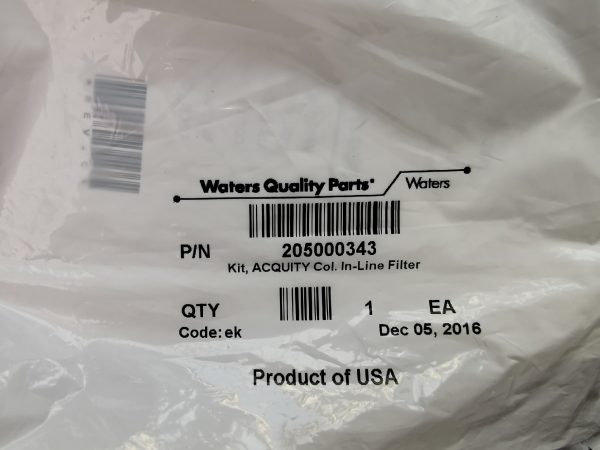 Waters Quality Parts
Waters
P/N 205000343
Kit, ACQUITY Col. In-Line Filter
QTY 1 EA
Code:ek Dec 05, 2016
Product of USA